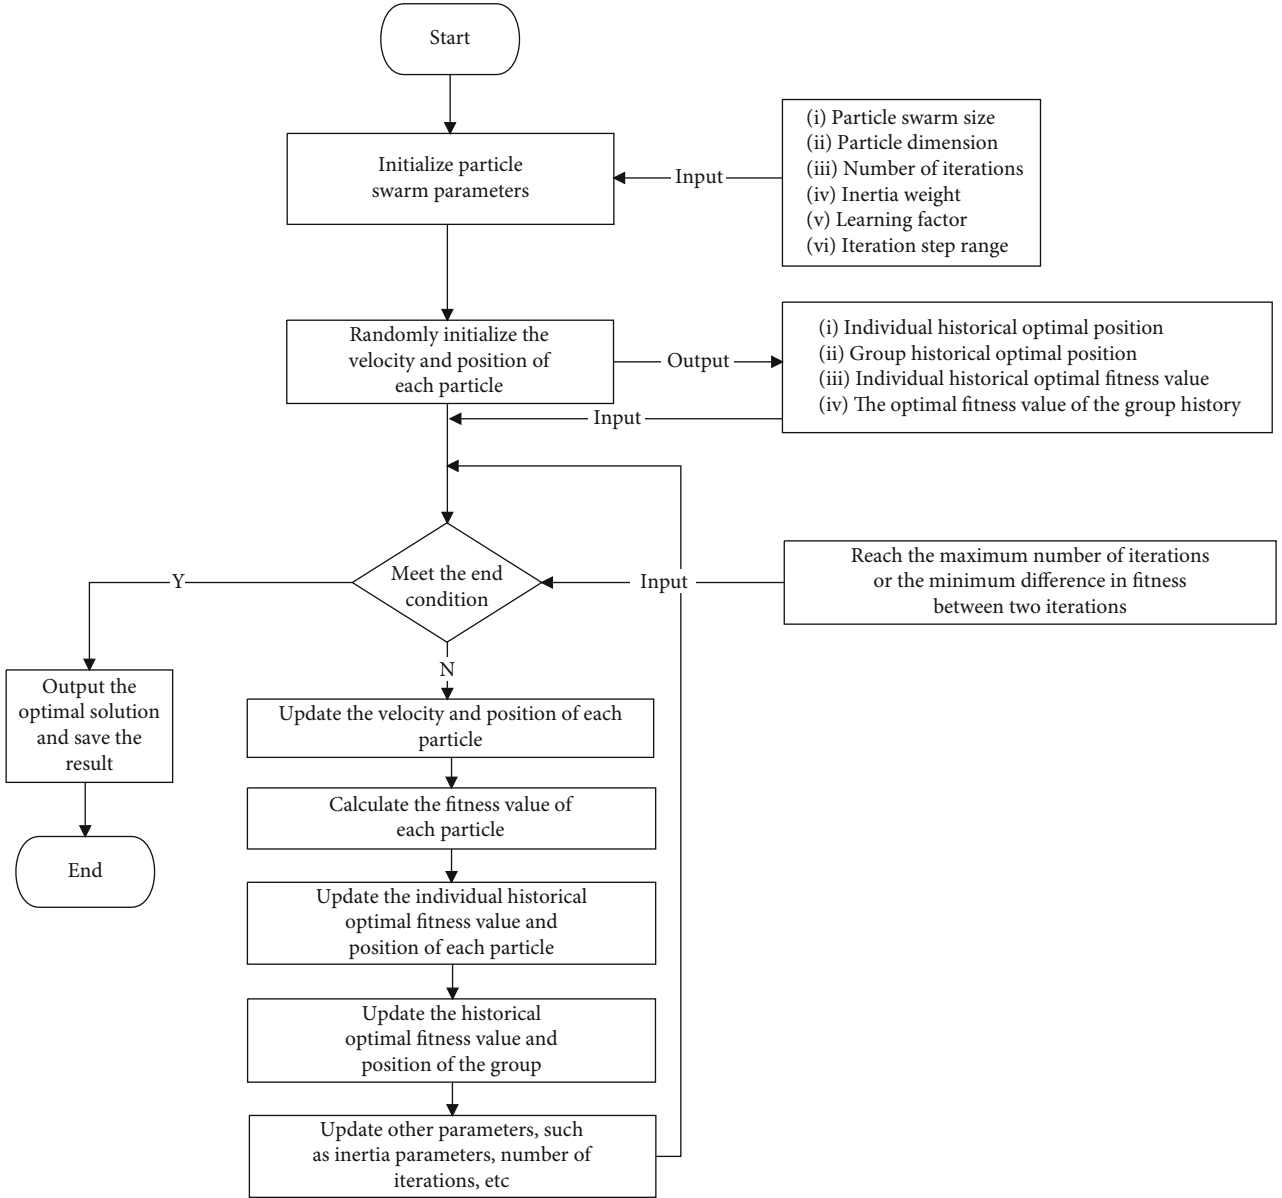 Start
Initialize particle
swarm parameters
Input
(i) Particle swarm size
(ii) Particle dimension
(iii) Number of iterations
(iv) Inertia weight
(v) Learning factor
(vi) Iteration step range
Randomly initialize the
velocity and position of
each particle
Output
(i) Individual historical optimal position
(ii) Group historical optimal position
(iii) Individual historical optimal fitness value
(iv) The optimal fitness value of the group history
Input
Meet the end
condition
Input
Reach the maximum number of iterations
or the minimum difference in fitness
between two iterations
Y
N
Output the
optimal solution
and save the
result
End
Update the velocity and position of each
particle
Calculate the fitness value of
each particle
Update the individual historical
optimal fitness value and
position of each particle
Update the historical
optimal fitness value and
position of the group
Update other parameters, such
as inertia parameters, number of
iterations, etc